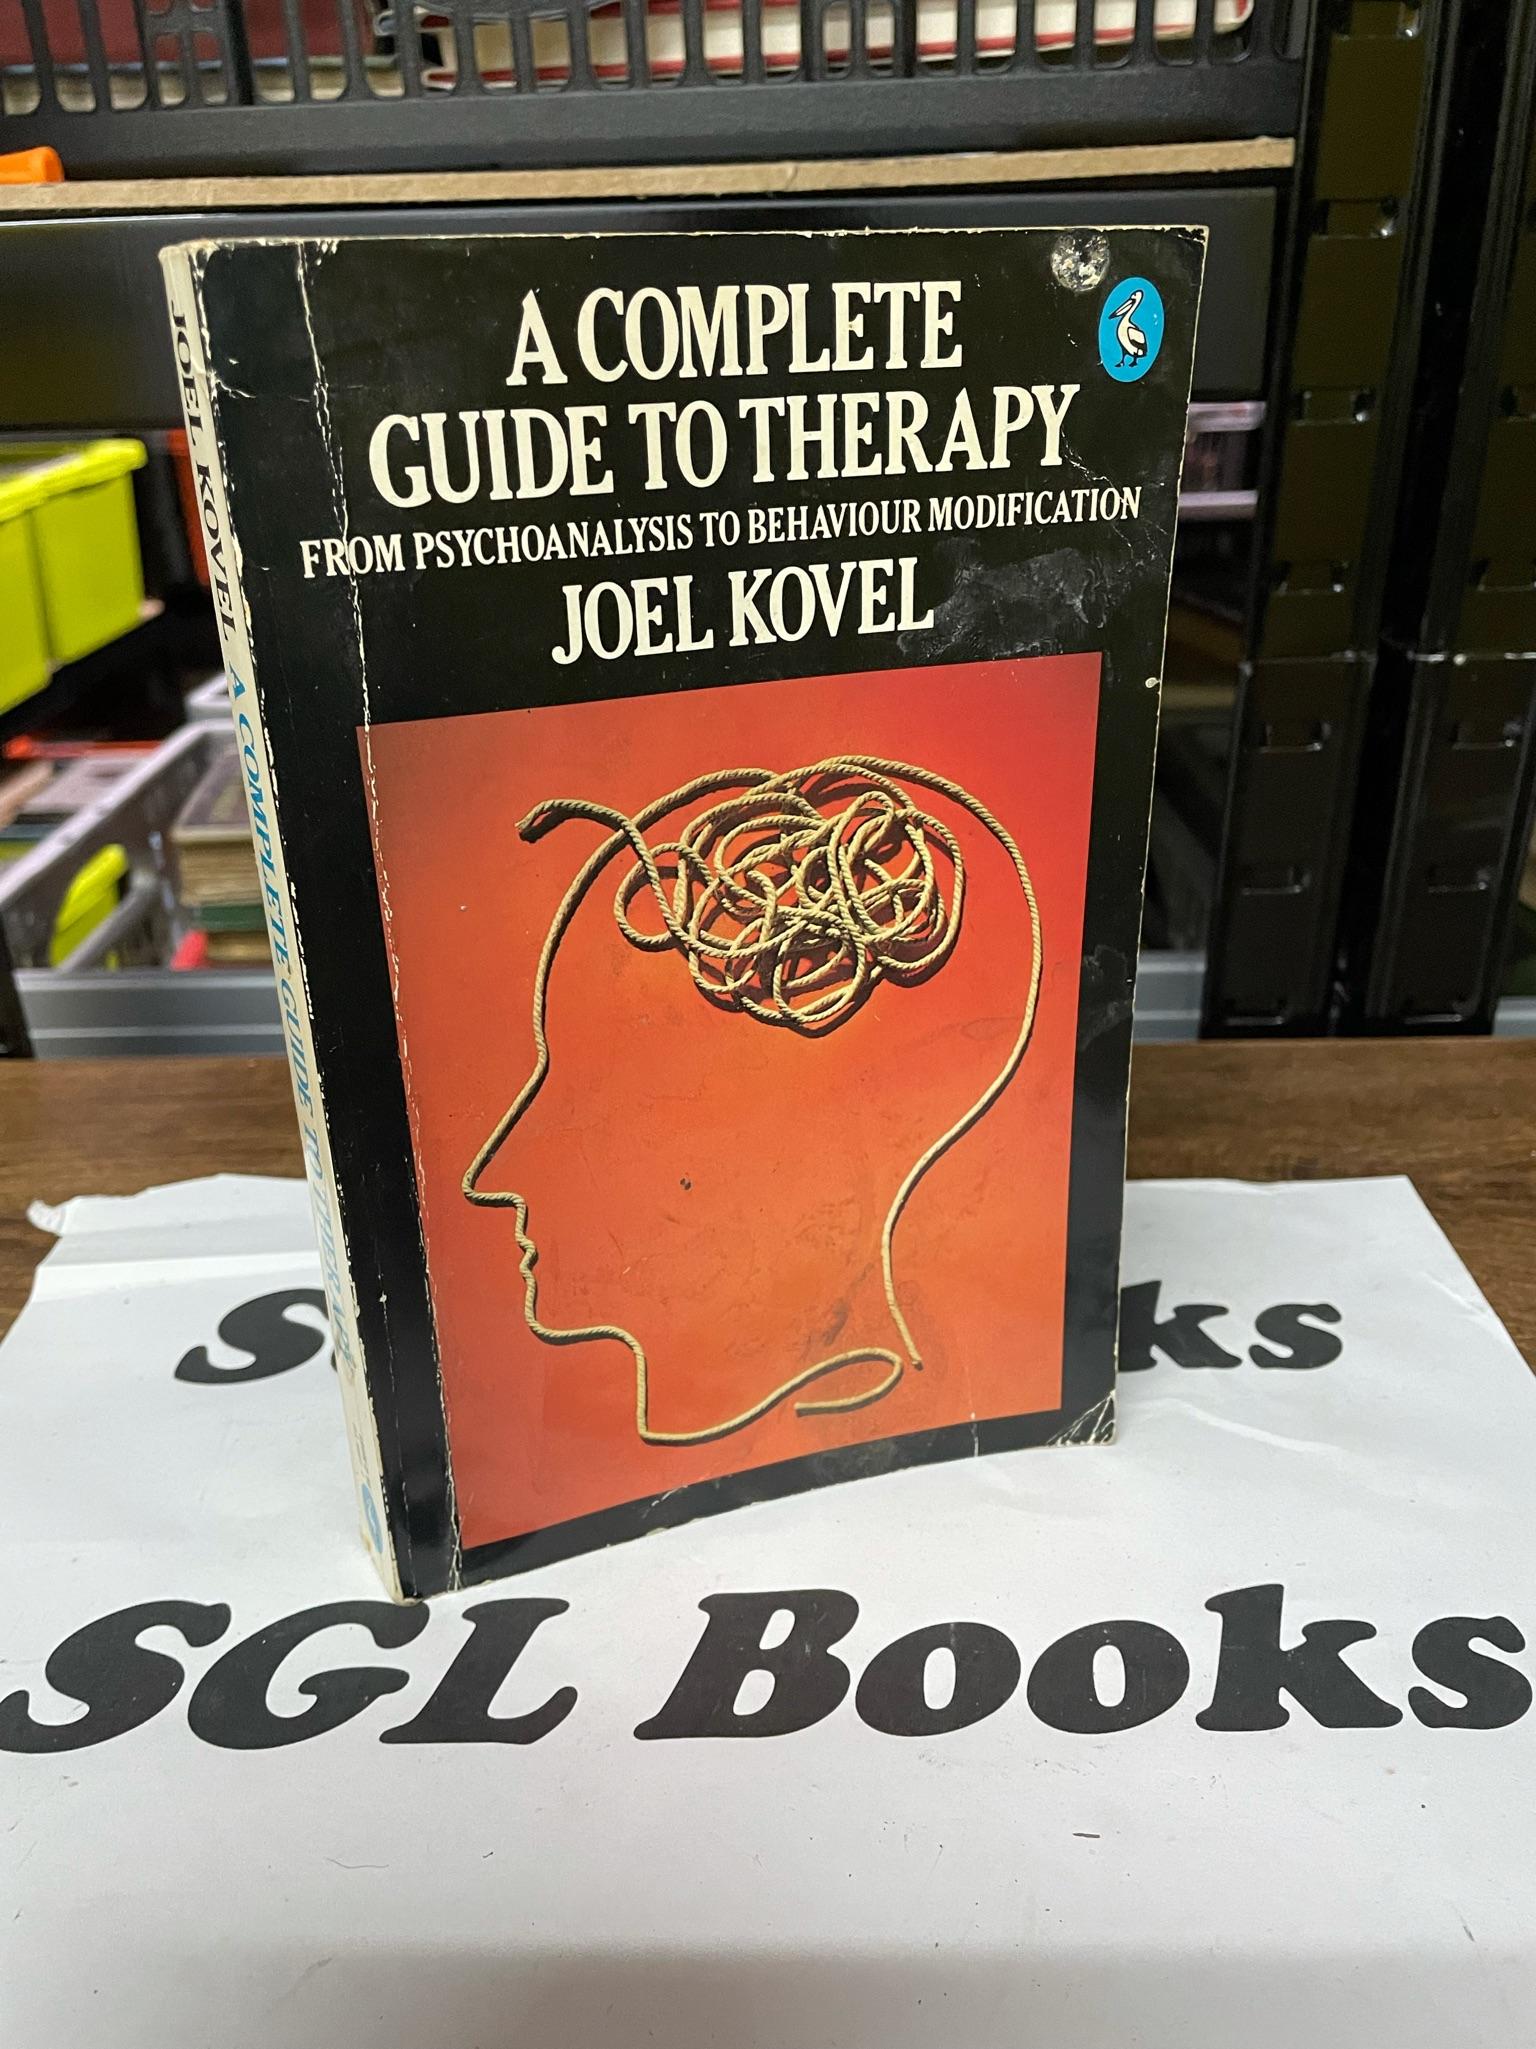 A COMPLETE
GUIDE TO THERAPY
FROM PSYCHOANALYSIS TO BEHAVIOUR MODIFICATION
JOEL KOVEL
JOEL KOVEL A COMPLETE GUIDE TO THERAPY
SGL Books